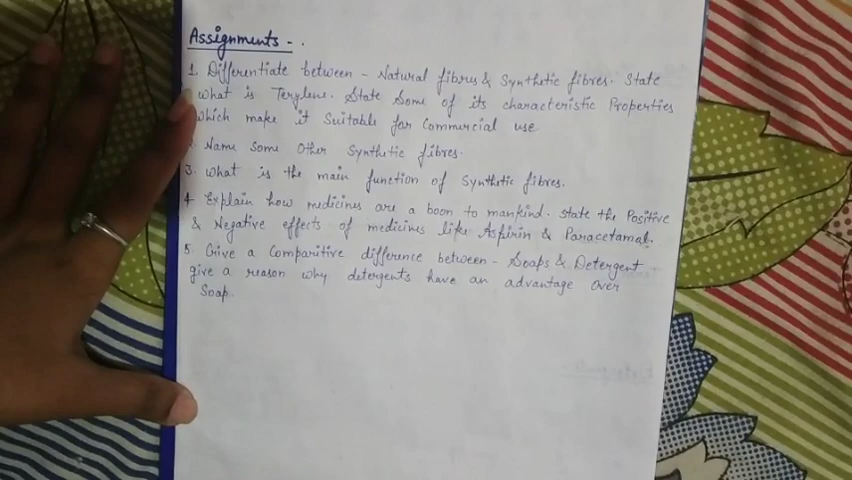 Assignments -.
1. Differentiate between - Natural fibres & Synthetic fibres. State
what is Terylene. State Some of its characteristic Properties
which make it Suitable for Commercial use
2. Name Some Other Synthetic fibres.
3. What is the main function of Synthetic fibres.
4 Explain how medicines are a boon to mankind. State the Positive
& Negative effects of medicines like Aspirin & Paracetamal.
5. Give a Comparitive difference between - Soaps & Detergent
give a reason why detergents have an advantage over
Soap.